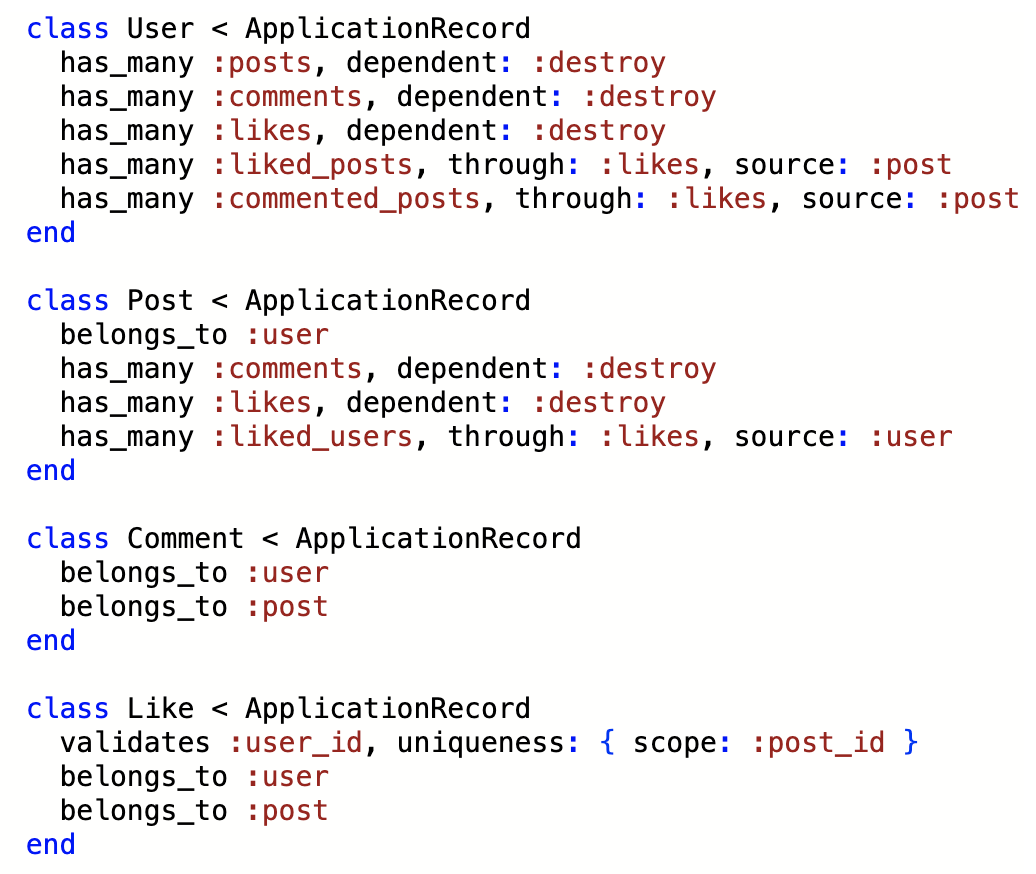 class User < ApplicationRecord
  has_many :posts, dependent: :destroy
  has_many :comments, dependent: :destroy
  has_many :likes, dependent: :destroy
  has_many :liked_posts, through: :likes, source: :post
  has_many :commented_posts, through: :likes, source: :post
end

class Post < ApplicationRecord
  belongs_to :user
  has_many :comments, dependent: :destroy
  has_many :likes, dependent: :destroy
  has_many :liked_users, through: :likes, source: :user
end

class Comment < ApplicationRecord
  belongs_to :user
  belongs_to :post
end

class Like < ApplicationRecord
  validates :user_id, uniqueness: { scope: :post_id }
  belongs_to :user
  belongs_to :post
end